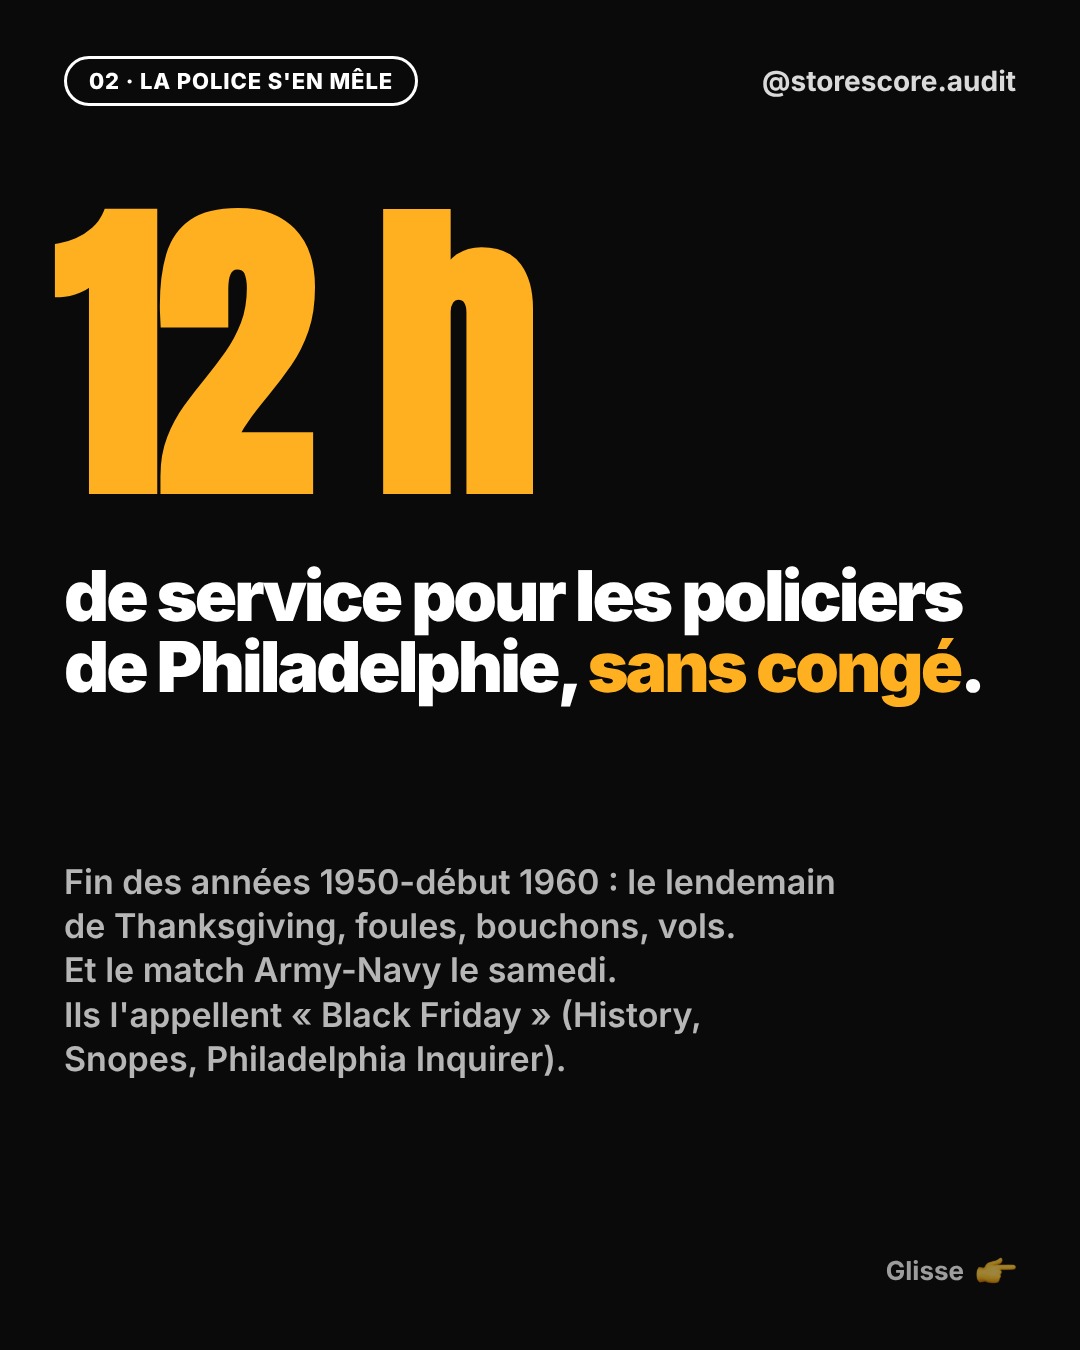 02 · LA POLICE S'EN MÊLE
@storescore.audit
12 h
de service pour les policiers
de Philadelphie, sans congé.
Fin des années 1950-début 1960 : le lendemain
de Thanksgiving, foules, bouchons, vols.
Et le match Army-Navy le samedi.
Ils l'appellent « Black Friday » (History,
Snopes, Philadelphia Inquirer).
Glisse 👉